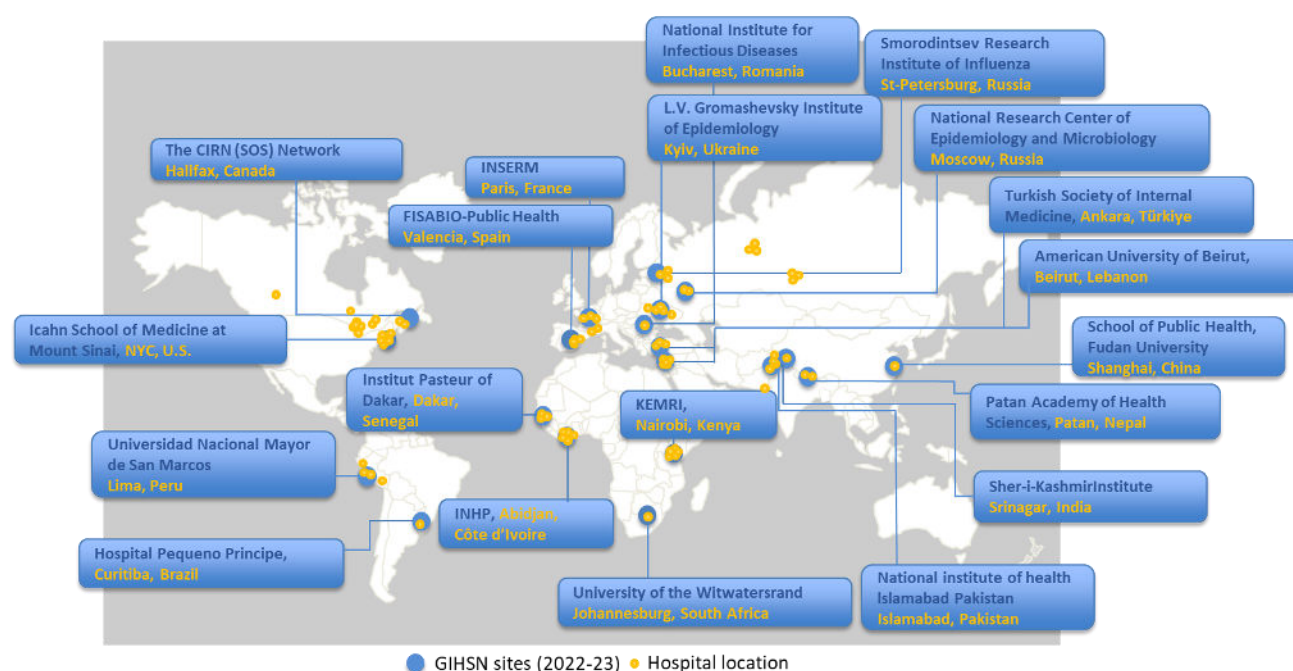 National Institute for
Infectious Diseases
Bucharest, Romania
Smorodintsev Research
Institute of Influenza
St-Petersburg, Russia
L.V. Gromashevsky Institute
of Epidemiology
Kyiv, Ukraine
National Research Center of
Epidemiology and Microbiology
Moscow, Russia
The CIRN (SOS) Network
Halifax, Canada
INSERM
Paris, France
Turkish Society of Internal
Medicine, Ankara, Türkiye
FISABIO-Public Health
Valencia, Spain
American University of Beirut,
Beirut, Lebanon
Icahn School of Medicine at
Mount Sinai, NYC, U.S.
School of Public Health,
Fudan University
Shanghai, China
Institut Pasteur of
Dakar, Dakar,
Senegal
KEMRI,
Nairobi, Kenya
Patan Academy of Health
Sciences, Patan, Nepal
Universidad Nacional Mayor
de San Marcos
Lima, Peru
Sher-i-KashmirInstitute
Srinagar, India
INHP, Abidjan,
Côte d'Ivoire
Hospital Pequeno Principe,
Curitiba, Brazil
University of the Witwatersrand
Johannesburg, South Africa
National institute of health
Islamabad Pakistan
Islamabad, Pakistan
GIHSN sites (2022-23) Hospital location